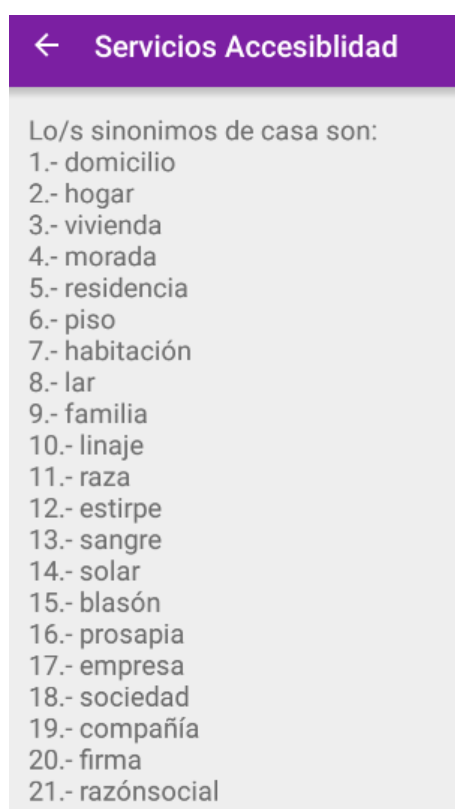 Servicios Accesiblidad
Lo/s sinonimos de casa son:
1.- domicilio
2.- hogar
3.- vivienda
4.- morada
5.- residencia
6.- piso
7.- habitación
8.- lar
9.- familia
10.- linaje
11.- raza
12.- estirpe
13.- sangre
14.- solar
15.- blasón
16.- prosapia
17.- empresa
18.- sociedad
19.- compañía
20.- firma
21.- razónsocial